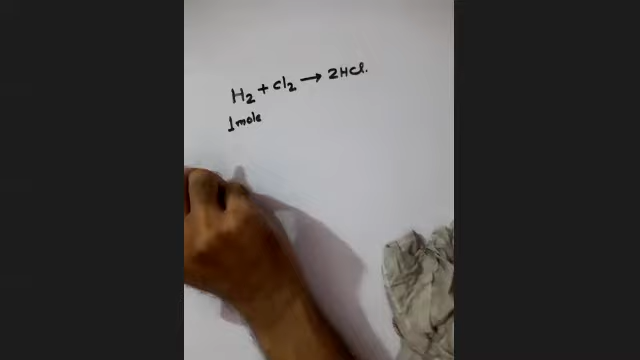 H₂ + Cl₂ → 2HCl.
1 mole